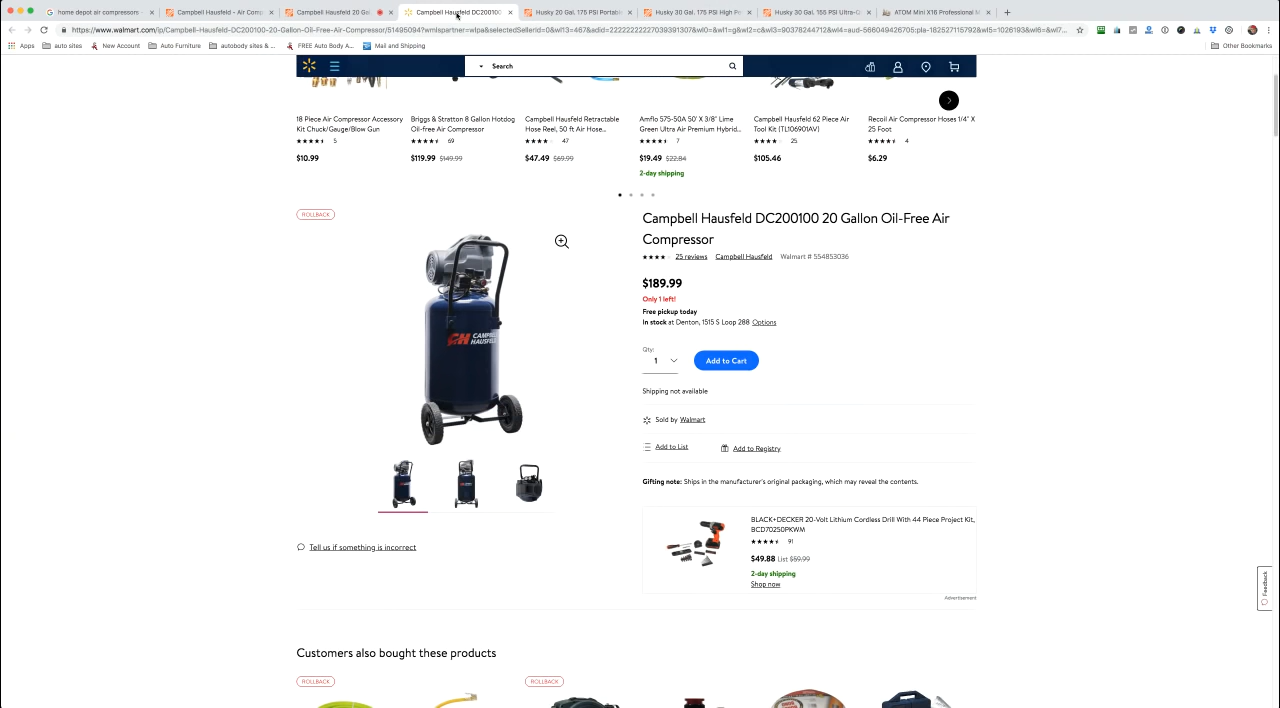 home depot air compressors -
Campbell Hausfeld - Air Comp
Campbell Hausfeld 20 Gal
Campbell Hausfeld DC200100
Husky 20 Gal. 175 PSI Portabl
Husky 30 Gal. 175 PSI High Pe
Husky 30 Gal. 155 PSI Ultra-Q
ATOM Mini X16 Professional M
Apps
auto sites
New Account
Auto Furniture
autobody sites & ...
FREE Auto Body A...
Mail and Shipping
Other Bookmarks
Search
18 Piece Air Compressor Accessory
Kit Chuck/Gauge/Blow Gun
5
$10.99
Briggs & Stratton 8 Gallon Hotdog
Oil-free Air Compressor
69
$119.99 $149.99
Campbell Hausfeld Retractable
Hose Reel, 50 ft Air Hose...
47
$47.49 $69.99
Amflo 575-50A 50' X 3/8" Lime
Green Ultra Air Premium Hybrid...
7
$19.49 $22.84
2-day shipping
Campbell Hausfeld 62 Piece Air
Tool Kit (TL106901AV)
25
$105.46
Recoil Air Compressor Hoses 1/4" X
25 Foot
4
$6.29
ROLLBACK
CAMPBELL
HAUSFELD
Tell us if something is incorrect
Campbell Hausfeld DC200100 20 Gallon Oil-Free Air
Compressor
25 reviews Campbell Hausfeld Walmart # 554853036
$189.99
Only 1 left!
Free pickup today
In stock at Denton, 1515 S Loop 288 Options
Qty:
1
Add to Cart
Shipping not available
Sold by Walmart
Add to List
Add to Registry
Gifting note: Ships in the manufacturer's original packaging, which may reveal the contents.
BLACK+DECKER 20-Volt Lithium Cordless Drill With 44 Piece Project Kit,
BCD702S0PKWM
91
$49.88 List $59.99
2-day shipping
Shop now
Advertisement
Feedback
Customers also bought these products
ROLLBACK
ROLLBACK